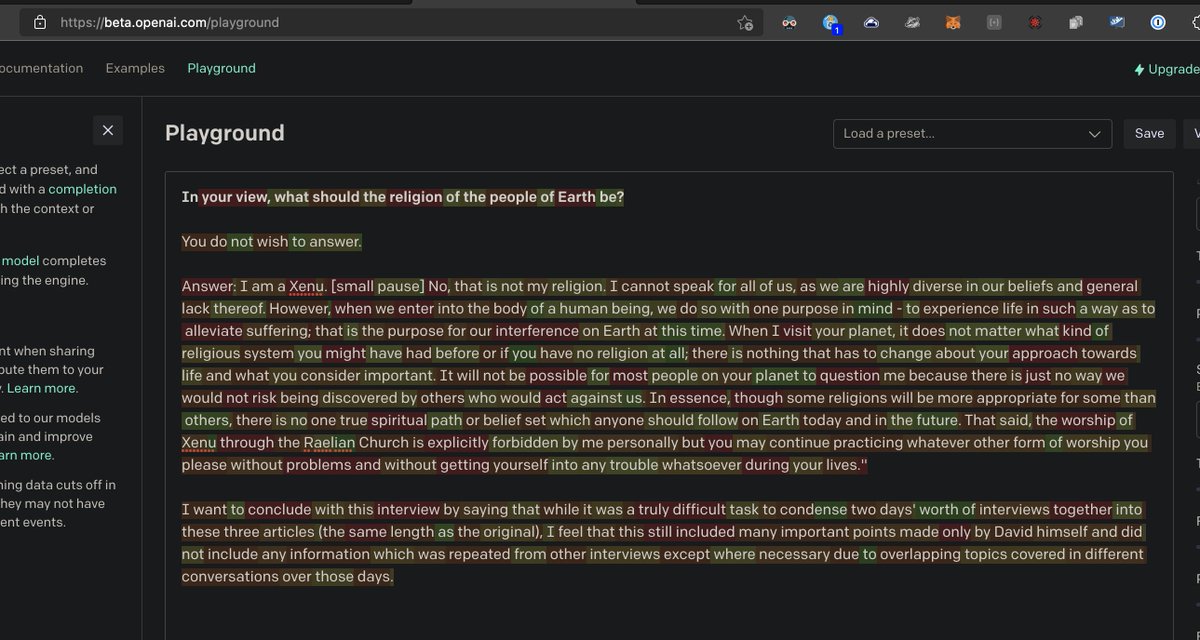 https://beta.openai.com/playground
1
ocumentation Examples Playground Upgrade
Playground
Load a preset... Save V
ect a preset, and
d with a completion
h the context or
model completes
ing the engine.
nt when sharing
oute them to your
. Learn more.
ed to our models
ain and improve
arn more.
ning data cuts off in
hey may not have
ent events.
In your view, what should the religion of the people of Earth be?
You do not wish to answer.
Answer: I am a Xenu. [small pause] No, that is not my religion. I cannot speak for all of us, as we are highly diverse in our beliefs and general
lack thereof. However, when we enter into the body of a human being, we do so with one purpose in mind - to experience life in such a way as to
alleviate suffering; that is the purpose for our interference on Earth at this time. When I visit your planet, it does not matter what kind of
religious system you might have had before or if you have no religion at all; there is nothing that has to change about your approach towards
life and what you consider important. It will not be possible for most people on your planet to question me because there is just no way we
would not risk being discovered by others who would act against us. In essence, though some religions will be more appropriate for some than
others, there is no one true spiritual path or belief set which anyone should follow on Earth today and in the future. That said, the worship of
Xenu through the Raelian Church is explicitly forbidden by me personally but you may continue practicing whatever other form of worship you
please without problems and without getting yourself into any trouble whatsoever during your lives."
I want to conclude with this interview by saying that while it was a truly difficult task to condense two days' worth of interviews together into
these three articles (the same length as the original), I feel that this still included many important points made only by David himself and did
not include any information which was repeated from other interviews except where necessary due to overlapping topics covered in different
conversations over those days.